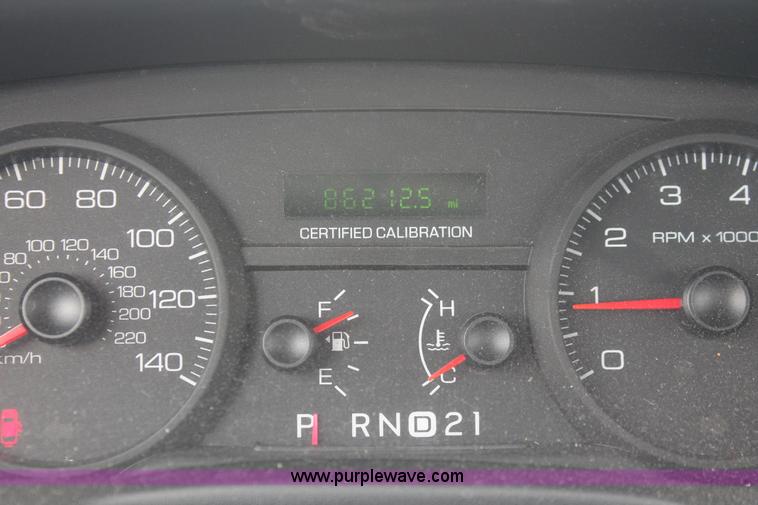 86212.5 mi
CERTIFIED CALIBRATION
60
80
100
120
140
80
100
120
140
160
180
200
220
km/h
F
E
H
C
P R N D 2 1
0
1
2
3
4
RPM x 1000
www.purplewave.com